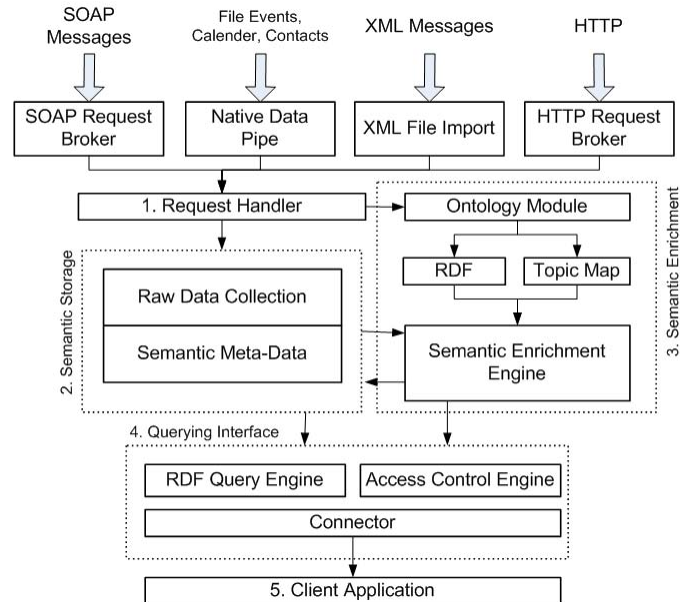 SOAP
Messages
File Events,
Calender, Contacts
XML Messages
HTTP
SOAP Request
Broker
Native Data
Pipe
XML File Import
HTTP Request
Broker
1. Request Handler
Ontology Module
RDF
Topic Map
2. Semantic Storage
Raw Data Collection
Semantic Meta-Data
Semantic Enrichment
Engine
3. Semantic Enrichment
4. Querying Interface
RDF Query Engine
Access Control Engine
Connector
5. Client Application